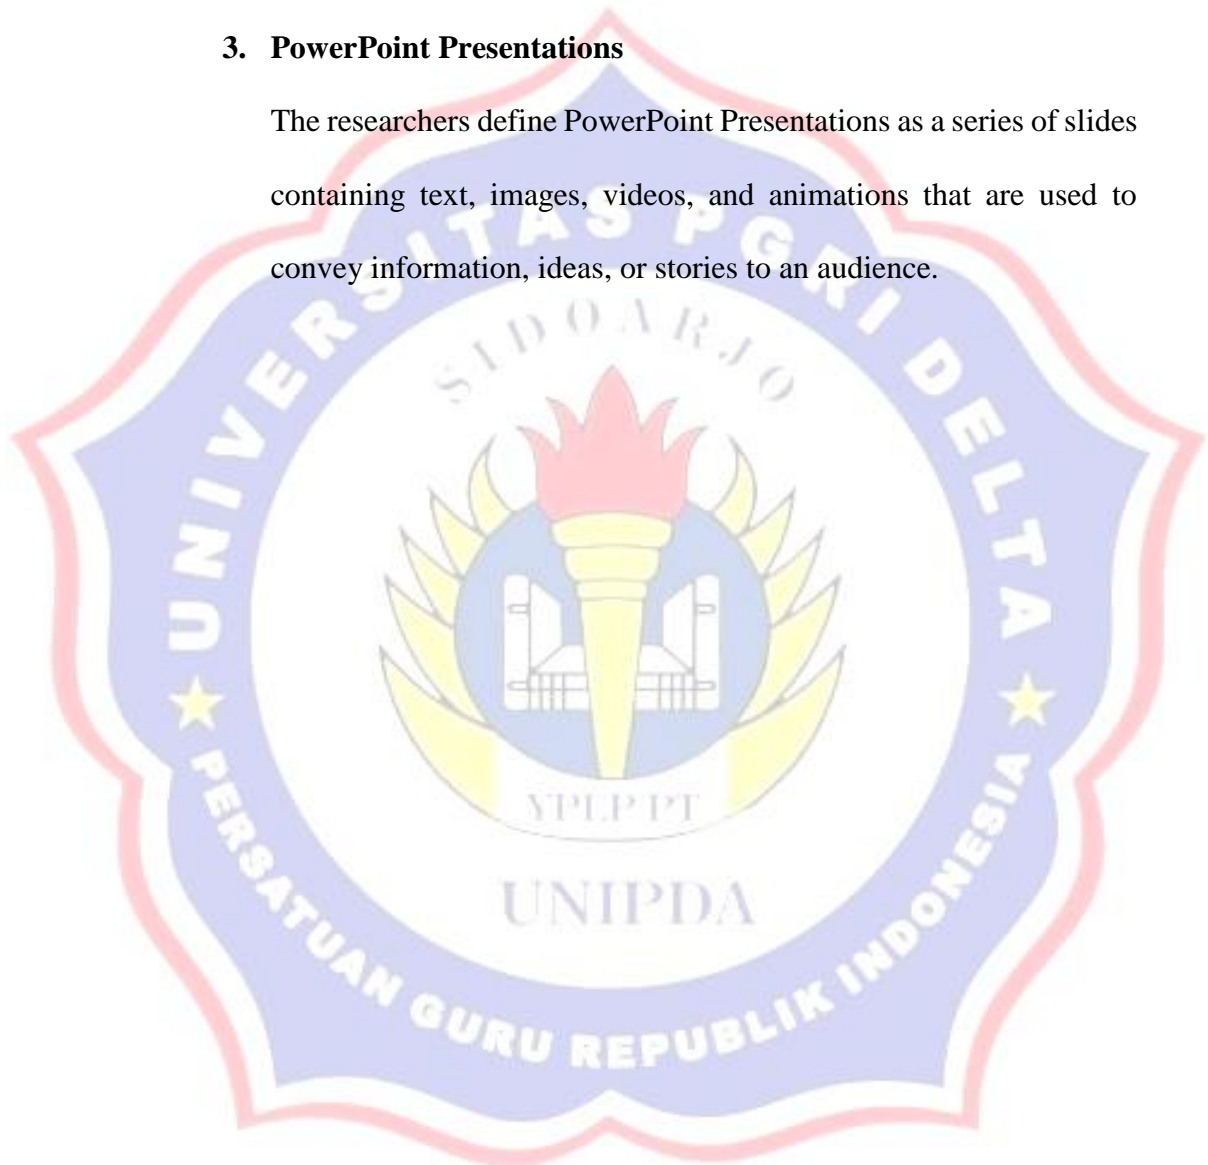 3. PowerPoint Presentations
The researchers define PowerPoint Presentations as a series of slides
containing text, images, videos, and animations that are used to
convey information, ideas, or stories to an audience.
UNIVERSITAS PGRI DELTA
SIDOARJO
YPLP PT
UNIPDA
PERSATUAN GURU REPUBLIK INDONESIA